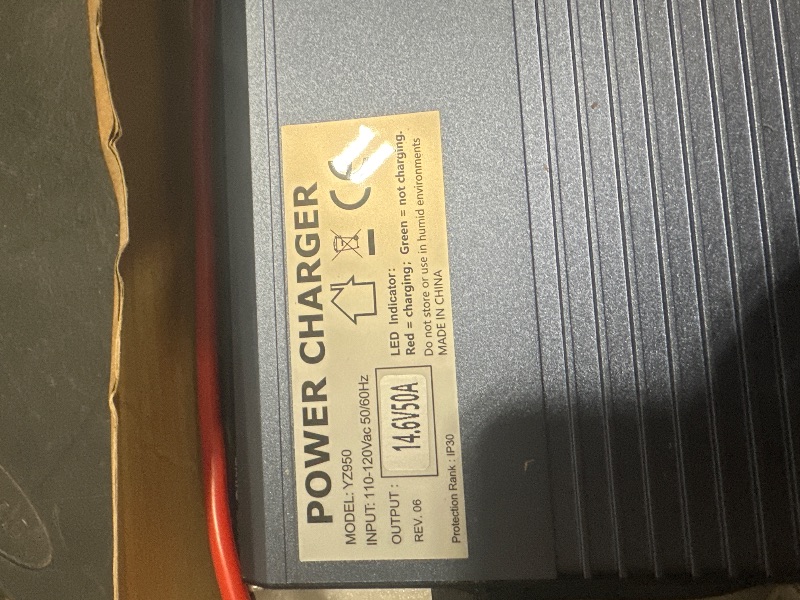 POWER CHARGER
MODEL: YZ950
INPUT: 110-120Vac 50/60Hz
OUTPUT :
14.6V50A
REV. 06
Protection Rank : IP30
CE
LED Indicator:
Red = charging; Green = not charging.
Do not store or use in humid environments
MADE IN CHINA